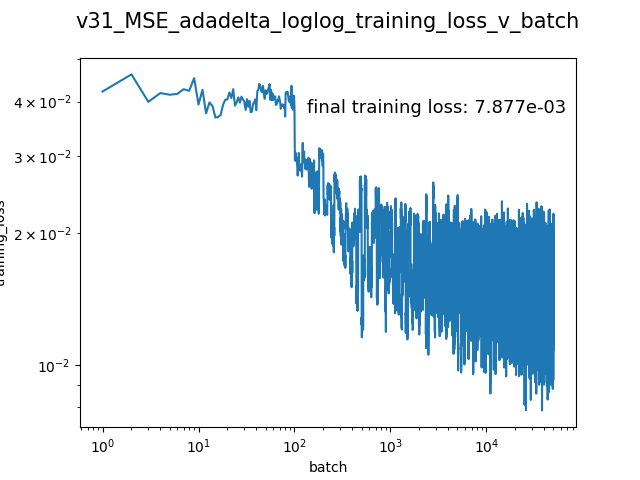 v31_MSE_adadelta_loglog_training_loss_v_batch
final training loss: 7.877e-03
4 × 10⁻²
3 × 10⁻²
2 × 10⁻²
10⁻²
10⁰ 10¹ 10² 10³ 10⁴
batch